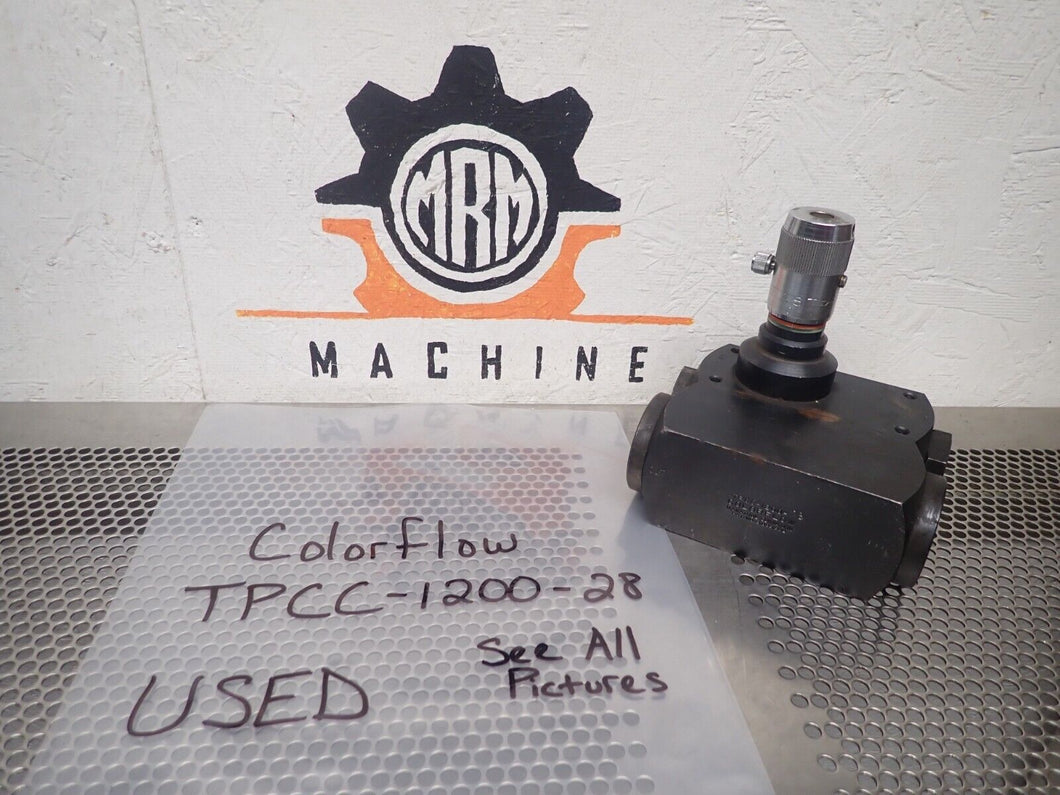 MRM
MACHINE
Colorflow
TPCC-1200-28
See All
Pictures
USED